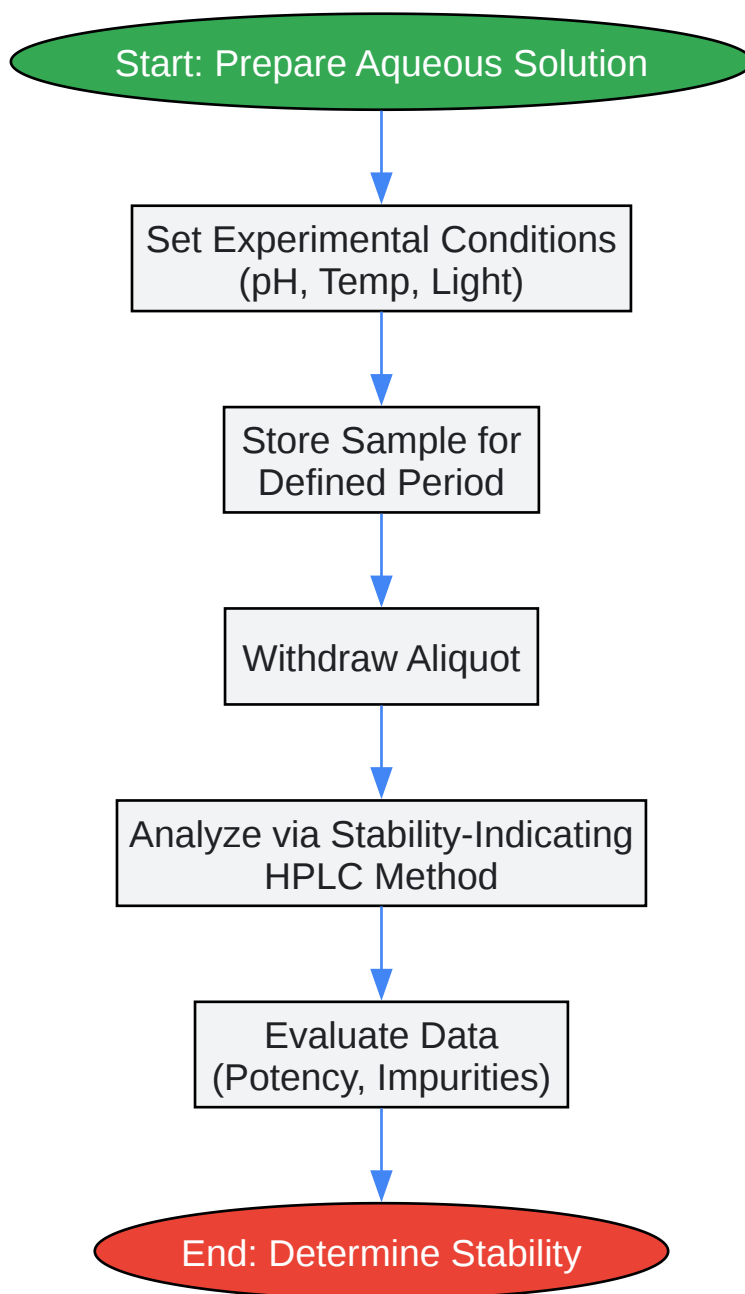 Start: Prepare Aqueous Solution
Set Experimental Conditions
(pH, Temp, Light)
Store Sample for
Defined Period
Withdraw Aliquot
Analyze via Stability-Indicating
HPLC Method
Evaluate Data
(Potency, Impurities)
End: Determine Stability